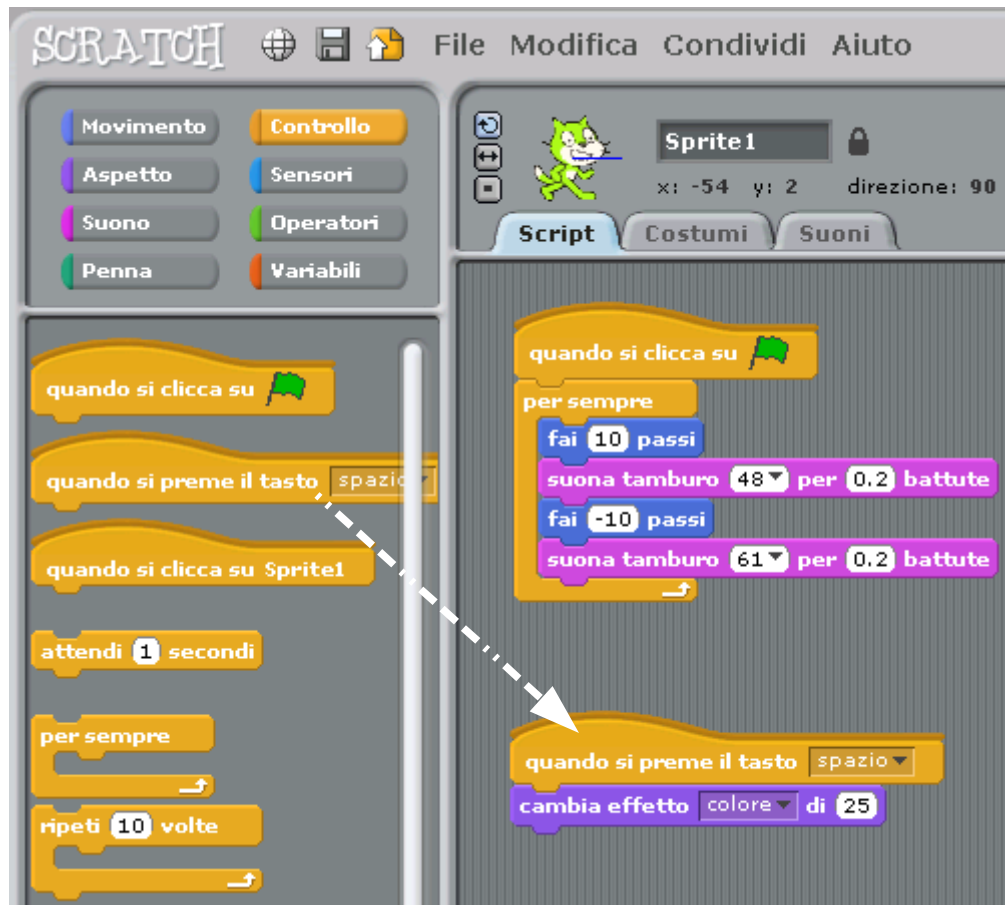 SCRATCH File Modifica Condividi Aiuto
Movimento Controllo
Aspetto Sensori
Suono Operatori
Penna Variabili
Sprite1
x: -54 y: 2 direzione: 90
Script Costumi Suoni
quando si clicca su
quando si preme il tasto spazio
quando si clicca su Sprite1
attendi 1 secondi
per sempre
ripeti 10 volte
quando si clicca su
per sempre
fai 10 passi
suona tamburo 48 per 0.2 battute
fai -10 passi
suona tamburo 61 per 0.2 battute
quando si preme il tasto spazio
cambia effetto colore di 25